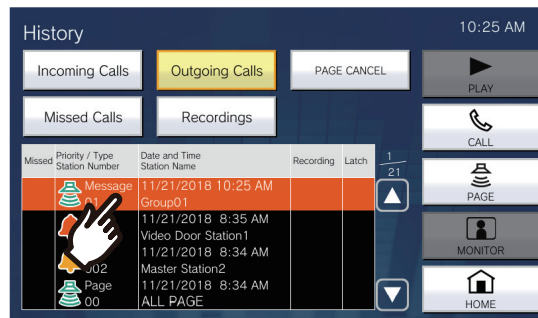 History
10:25 AM
Incoming Calls
Outgoing Calls
PAGE CANCEL
PLAY
Missed Calls
Recordings
CALL
Missed
Priority / Type
Station Number
Date and Time
Station Name
Recording
Latch
1
21
Message
11/21/2018 10:25 AM
01
Group01
PAGE
11/21/2018 8:35 AM
Video Door Station1
MONITOR
11/21/2018 8:34 AM
002
Master Station2
Page
11/21/2018 8:34 AM
00
ALL PAGE
HOME